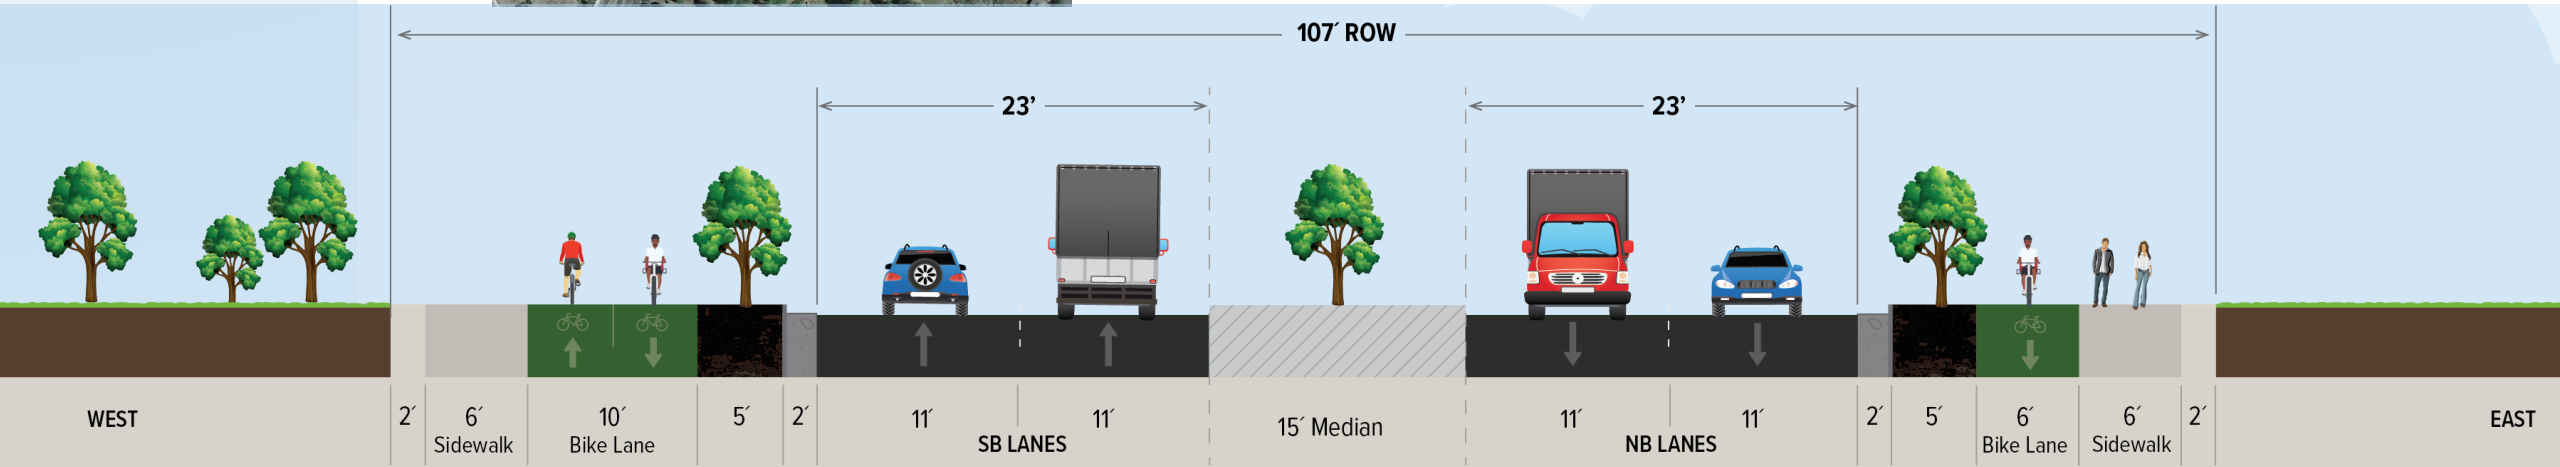 107′ ROW
23’
23’
WEST
2′
6′
Sidewalk
10′
Bike Lane
5′
2′
11′
11′
SB LANES
15′ Median
11′
11′
NB LANES
2′
5′
6′
Bike Lane
6′
Sidewalk
2′
EAST